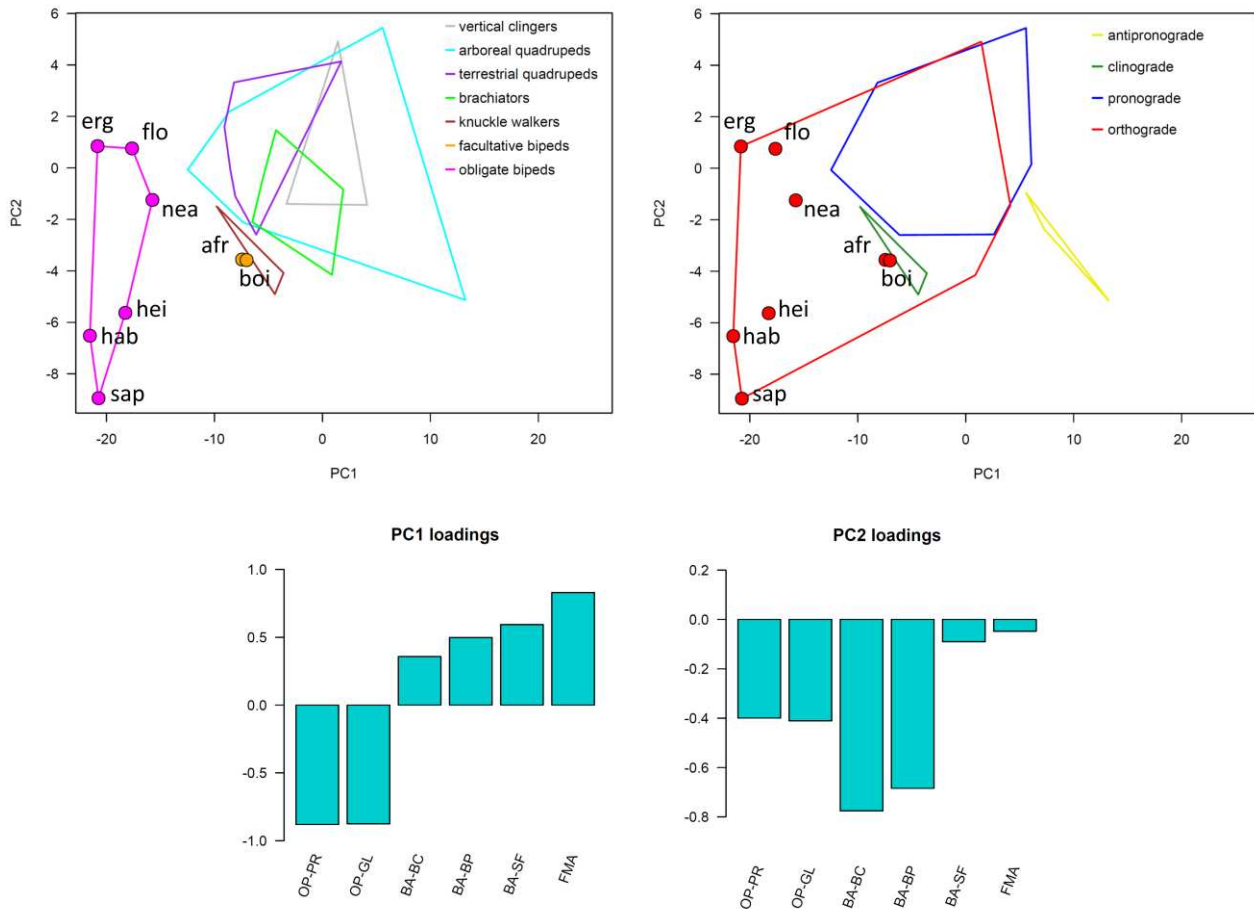 6
4
2
0
-2
-4
-6
-8
PC2
-20
-10
0
10
20
PC1
vertical clingers
arboreal quadrupeds
terrestrial quadrupeds
brachiators
knuckle walkers
facultative bipeds
obligate bipeds
erg
flo
nea
afr
boi
hei
hab
sap
6
4
2
0
-2
-4
-6
-8
PC2
-20
-10
0
10
20
PC1
antipronograde
clinograde
pronograde
orthograde
erg
flo
nea
afr
boi
hei
hab
sap
PC1 loadings
1.0
0.5
0.0
-0.5
-1.0
OP-PR
OP-GL
BA-BC
BA-BP
BA-SF
FMA
PC2 loadings
0.2
0.0
-0.2
-0.4
-0.6
-0.8
OP-PR
OP-GL
BA-BC
BA-BP
BA-SF
FMA